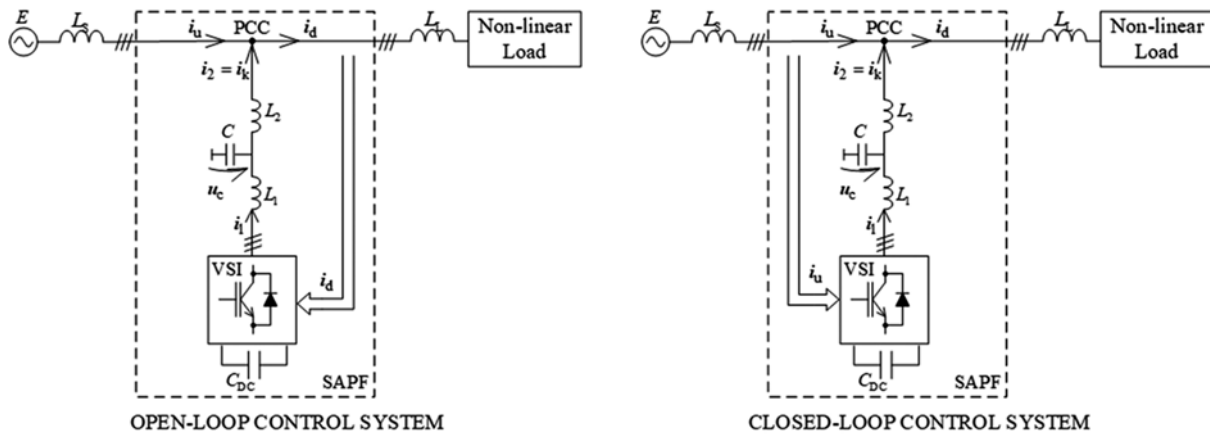 E
Ls
iu
PCC
id
LL
Non-linear
Load
i2 = ik
L2
C
uc
L1
i1
VSI
id
CDC
SAPF
OPEN-LOOP CONTROL SYSTEM
E
Ls
iu
PCC
id
LL
Non-linear
Load
i2 = ik
L2
C
uc
L1
i1
iu
VSI
CDC
SAPF
CLOSED-LOOP CONTROL SYSTEM